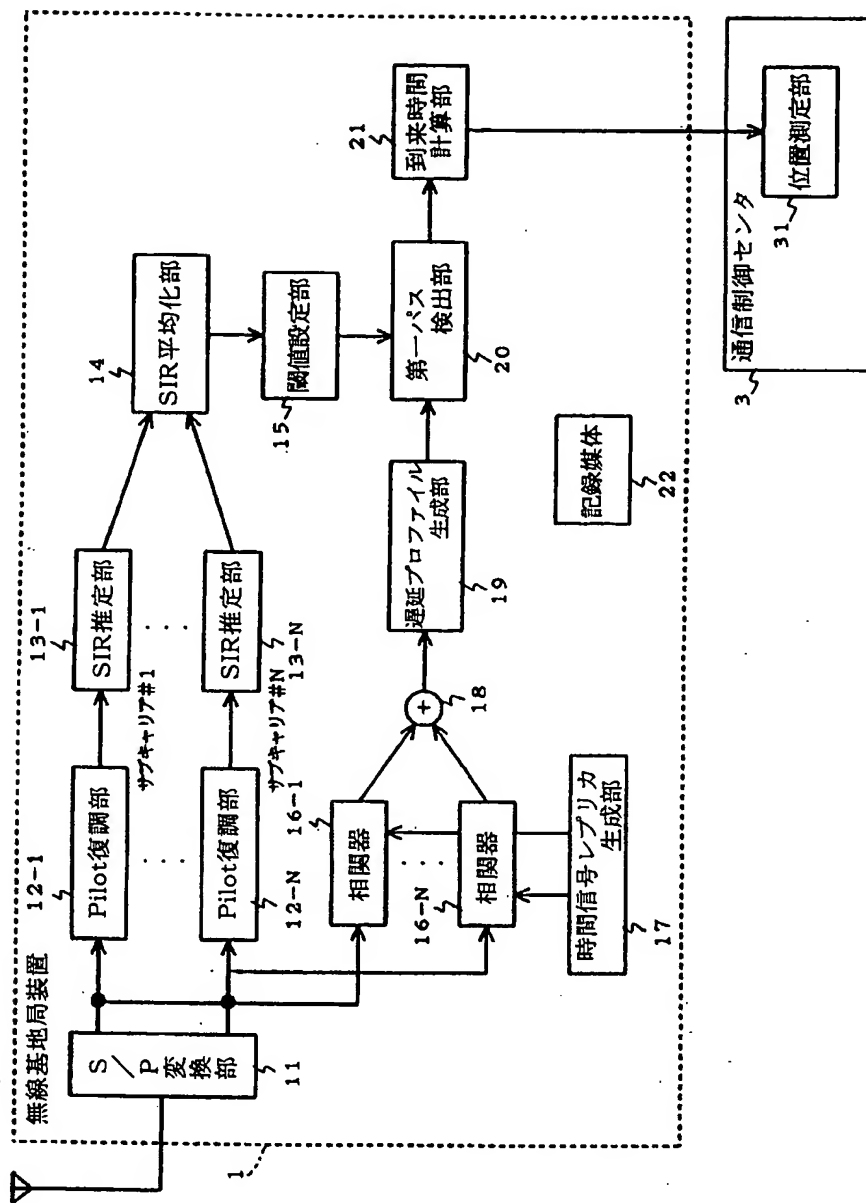 無線基地局装置
1
S/P変換部
11
12-1
Pilot復調部
サブキャリア#1
13-1
SIR推定部
Pilot復調部
12-N
サブキャリア#N
SIR推定部
13-N
14
SIR平均化部
15
閾値設定部
16-1
相関器
16-N
相関器
時間信号レプリカ
生成部
17
+
18
遅延プロファイル
生成部
19
第一パス
検出部
20
21
到来時間
計算部
記録媒体
22
3
通信制御センタ
位置測定部
31